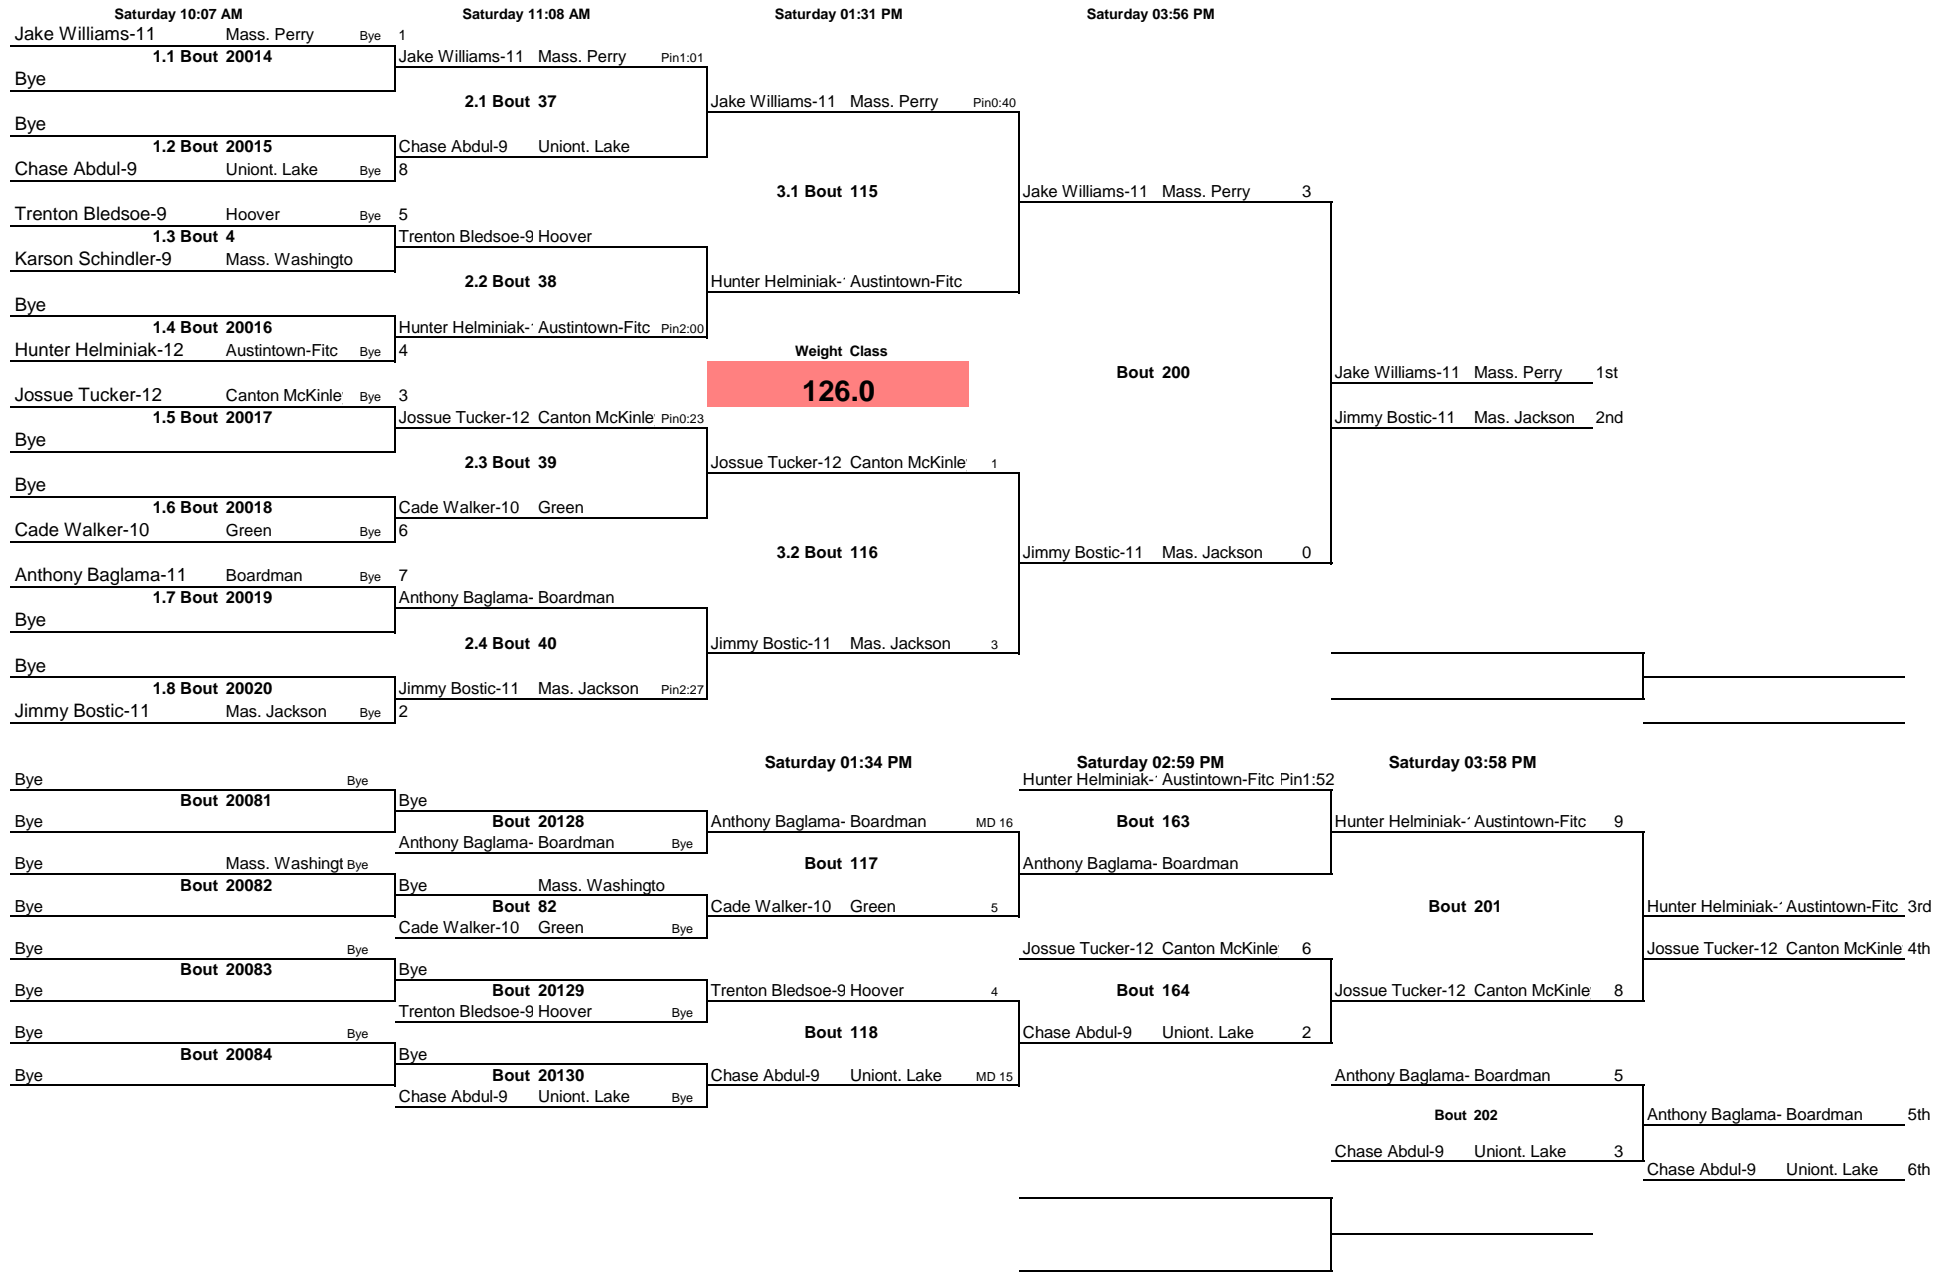 Saturday 10:07 AM Saturday 11:08 AM Saturday 01:31 PM Saturday 03:56 PM
Jake Williams-11 Mass. Perry Bye 1
1.1 Bout 20014 Jake Williams-11 Mass. Perry Pin1:01
Bye
2.1 Bout 37 Jake Williams-11 Mass. Perry Pin0:40
Bye
1.2 Bout 20015 Chase Abdul-9 Uniont. Lake
Chase Abdul-9 Uniont. Lake Bye 8
3.1 Bout 115 Jake Williams-11 Mass. Perry 3
Trenton Bledsoe-9 Hoover Bye 5
1.3 Bout 4 Trenton Bledsoe-9 Hoover
Karson Schindler-9 Mass. Washingto
2.2 Bout 38 Hunter Helminiak- Austintown-Fitc
Bye
1.4 Bout 20016 Hunter Helminiak- Austintown-Fitc Pin2:00
Hunter Helminiak-12 Austintown-Fitc Bye 4 Weight Class
Bout 200 Jake Williams-11 Mass. Perry 1st
Jossue Tucker-12 Canton McKinle Bye 3 126.0
1.5 Bout 20017 Jossue Tucker-12 Canton McKinle Pin0:23 Jimmy Bostic-11 Mas. Jackson 2nd
Bye
2.3 Bout 39 Jossue Tucker-12 Canton McKinle 1
Bye
1.6 Bout 20018 Cade Walker-10 Green
Cade Walker-10 Green Bye 6
3.2 Bout 116 Jimmy Bostic-11 Mas. Jackson 0
Anthony Baglama-11 Boardman Bye 7
1.7 Bout 20019 Anthony Baglama- Boardman
Bye
2.4 Bout 40 Jimmy Bostic-11 Mas. Jackson 3
Bye
1.8 Bout 20020 Jimmy Bostic-11 Mas. Jackson Pin2:27
Jimmy Bostic-11 Mas. Jackson Bye 2
Saturday 01:34 PM Saturday 02:59 PM Saturday 03:58 PM
Bye Bye Hunter Helminiak- Austintown-Fitc Pin1:52
Bout 20081 Bye
Bye Bout 20128 Anthony Baglama- Boardman MD 16 Bout 163 Hunter Helminiak- Austintown-Fitc 9
Anthony Baglama- Boardman Bye
Bye Mass. Washingt Bye Bout 117 Anthony Baglama- Boardman
Bout 20082 Bye Mass. Washingto
Bye Bout 82 Cade Walker-10 Green 5 Bout 201 Hunter Helminiak- Austintown-Fitc 3rd
Cade Walker-10 Green Bye
Bye Bye Jossue Tucker-12 Canton McKinle 6 Jossue Tucker-12 Canton McKinle 4th
Bout 20083 Bye
Bye Bout 20129 Trenton Bledsoe-9 Hoover 4 Bout 164 Jossue Tucker-12 Canton McKinle 8
Trenton Bledsoe-9 Hoover Bye
Bye Bye Bout 118 Chase Abdul-9 Uniont. Lake 2
Bout 20084 Bye
Bye Bout 20130 Chase Abdul-9 Uniont. Lake MD 15 Anthony Baglama- Boardman 5
Chase Abdul-9 Uniont. Lake Bye
Bout 202 Anthony Baglama- Boardman 5th
Chase Abdul-9 Uniont. Lake 3
Chase Abdul-9 Uniont. Lake 6th